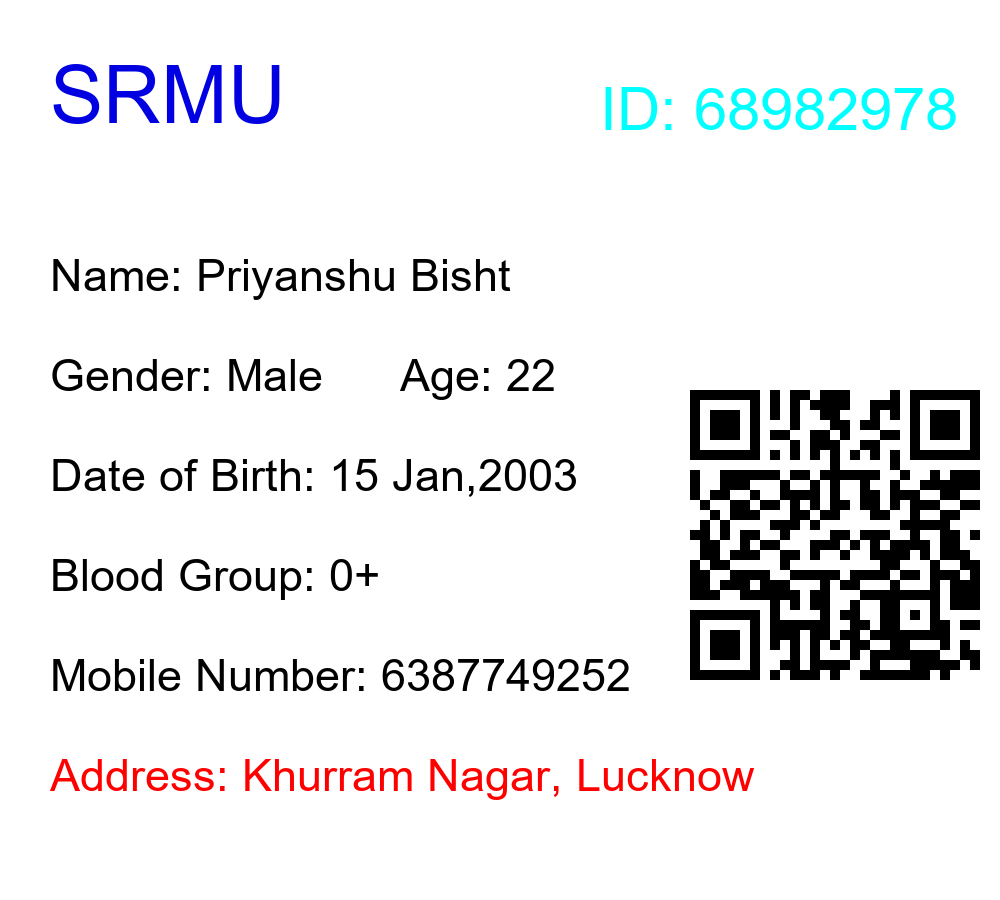 SRMU
ID: 68982978
Name: Priyanshu Bisht
Gender: Male Age: 22
Date of Birth: 15 Jan,2003
Blood Group: 0+
Mobile Number: 6387749252
Address: Khurram Nagar, Lucknow